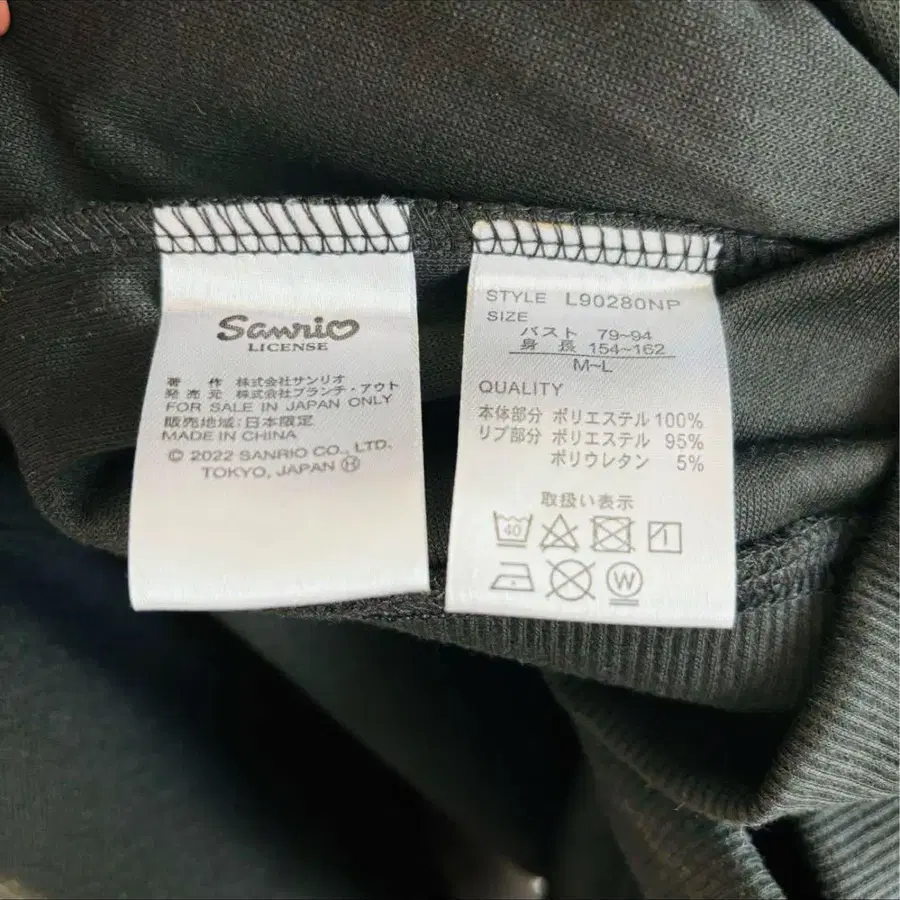 Sanrio
LICENSE
著　作　株式会社サンリオ
発売元　株式会社ブランチ・アウト
FOR SALE IN JAPAN ONLY
販売地域:日本限定
MADE IN CHINA
© 2022 SANRIO CO., LTD.
TOKYO, JAPAN Ⓗ
STYLE L90280NP
SIZE
バスト 79~94
身　長 154~162
M~L
QUALITY
本体部分 ポリエステル 100%
リブ部分 ポリエステル 95%
ポリウレタン 5%
取扱い表示
40
W